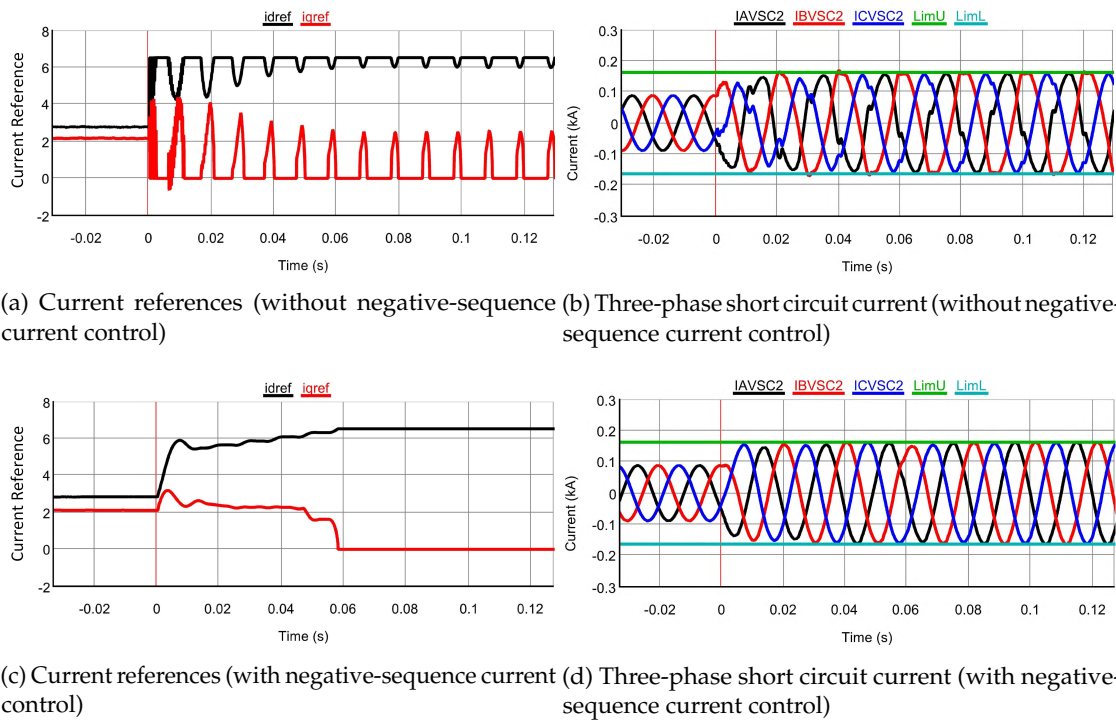 idref iqref
8
6
4
2
0
-2
Current Reference
-0.02 0 0.02 0.04 0.06 0.08 0.1 0.12
Time (s)
IAVSC2 IBVSC2 ICVSC2 LimU LimL
0.3
0.2
0.1
0
-0.1
-0.2
-0.3
Current (kA)
-0.02 0 0.02 0.04 0.06 0.08 0.1 0.12
Time (s)
(a) Current references (without negative-sequence
current control)
(b) Three-phase short circuit current (without negative-
sequence current control)
idref iqref
8
6
4
2
0
-2
Current Reference
-0.02 0 0.02 0.04 0.06 0.08 0.1 0.12
Time (s)
IAVSC2 IBVSC2 ICVSC2 LimU LimL
0.3
0.2
0.1
0
-0.1
-0.2
-0.3
Current (kA)
-0.02 0 0.02 0.04 0.06 0.08 0.1 0.12
Time (s)
(c) Current references (with negative-sequence current
control)
(d) Three-phase short circuit current (with negative-
sequence current control)